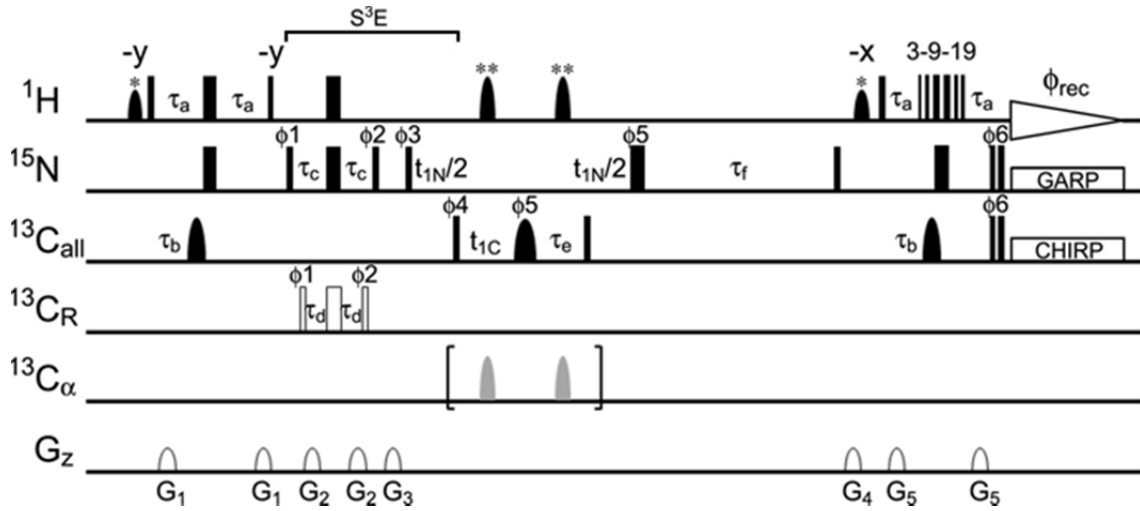 S³E
-y -y ** ** -x 3-9-19
* *
¹H τa τa τa τa ϕrec
ϕ1 ϕ2 ϕ3 ϕ5 ϕ6
¹⁵N τc τc t1N/2 t1N/2 τf GARP
ϕ4 ϕ5 ϕ6
¹³Call τb t1C τe τb CHIRP
ϕ1 ϕ2
¹³CR τd τd
¹³Cα [ ]
Gz
G1 G1 G2 G2 G3 G4 G5 G5